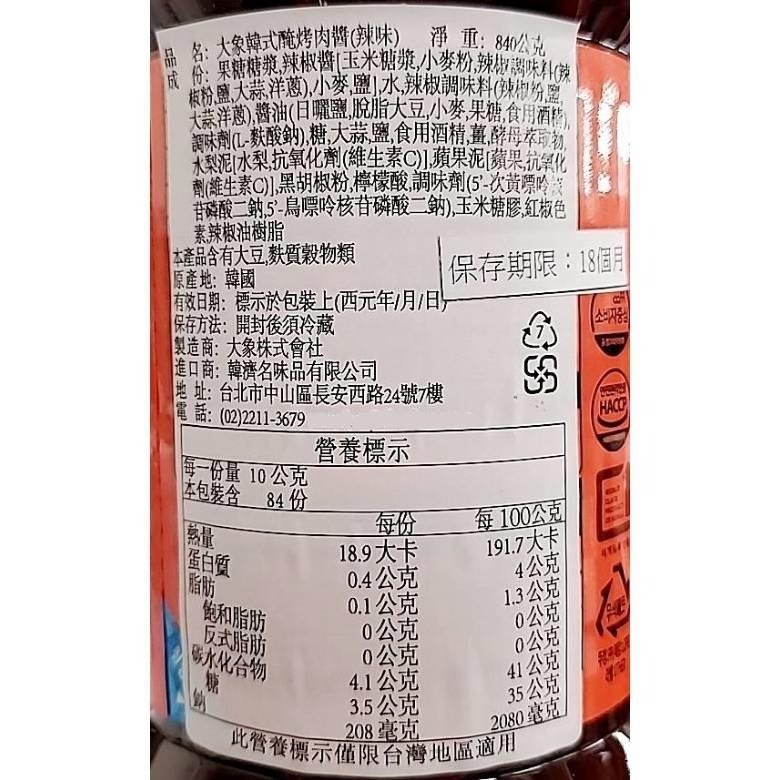 品名: 大象韓式醃烤肉醬(辣味) 淨重: 840公克
成份: 果糖糖漿,辣椒醬[玉米糖漿,小麥粉,辣椒調味料(辣
椒粉,鹽,大蒜,洋蔥),小麥,鹽],水,辣椒調味料(辣椒粉,鹽,
大蒜,洋蔥),醬油(日曬鹽,脫脂大豆,小麥,果糖,食用酒精),
調味劑(L-麩酸鈉),糖,大蒜,鹽,食用酒精,薑,酵母萃取物,
水梨泥[水梨,抗氧化劑(維生素C)],蘋果泥[蘋果,抗氧化
劑(維生素C)],黑胡椒粉,檸檬酸,調味劑(5'-次黃嘌呤核
苷磷酸二鈉,5'-鳥嘌呤核苷磷酸二鈉),玉米糖膠,紅椒色
素,辣椒油樹脂
本產品含有大豆,麩質穀物類
保存期限：18個月
原產地: 韓國
有效日期: 標示於包裝上(西元年/月/日)
保存方法: 開封後須冷藏
製造商: 大象株式會社
進口商: 韓濟名味品有限公司
地址: 台北市中山區長安西路24號7樓
電話: (02)2211-3679
7
소비자중심
HACCP
營養標示
每一份量 10 公克
本包裝含 84 份
每份 每 100公克
熱量 18.9 大卡 191.7 大卡
蛋白質 0.4 公克 4 公克
脂肪 0.1 公克 1.3 公克
飽和脂肪 0 公克 0 公克
反式脂肪 0 公克 0 公克
碳水化合物 4.1 公克 41 公克
糖 3.5 公克 35 公克
鈉 208 毫克 2080 毫克
此營養標示僅限台灣地區適用